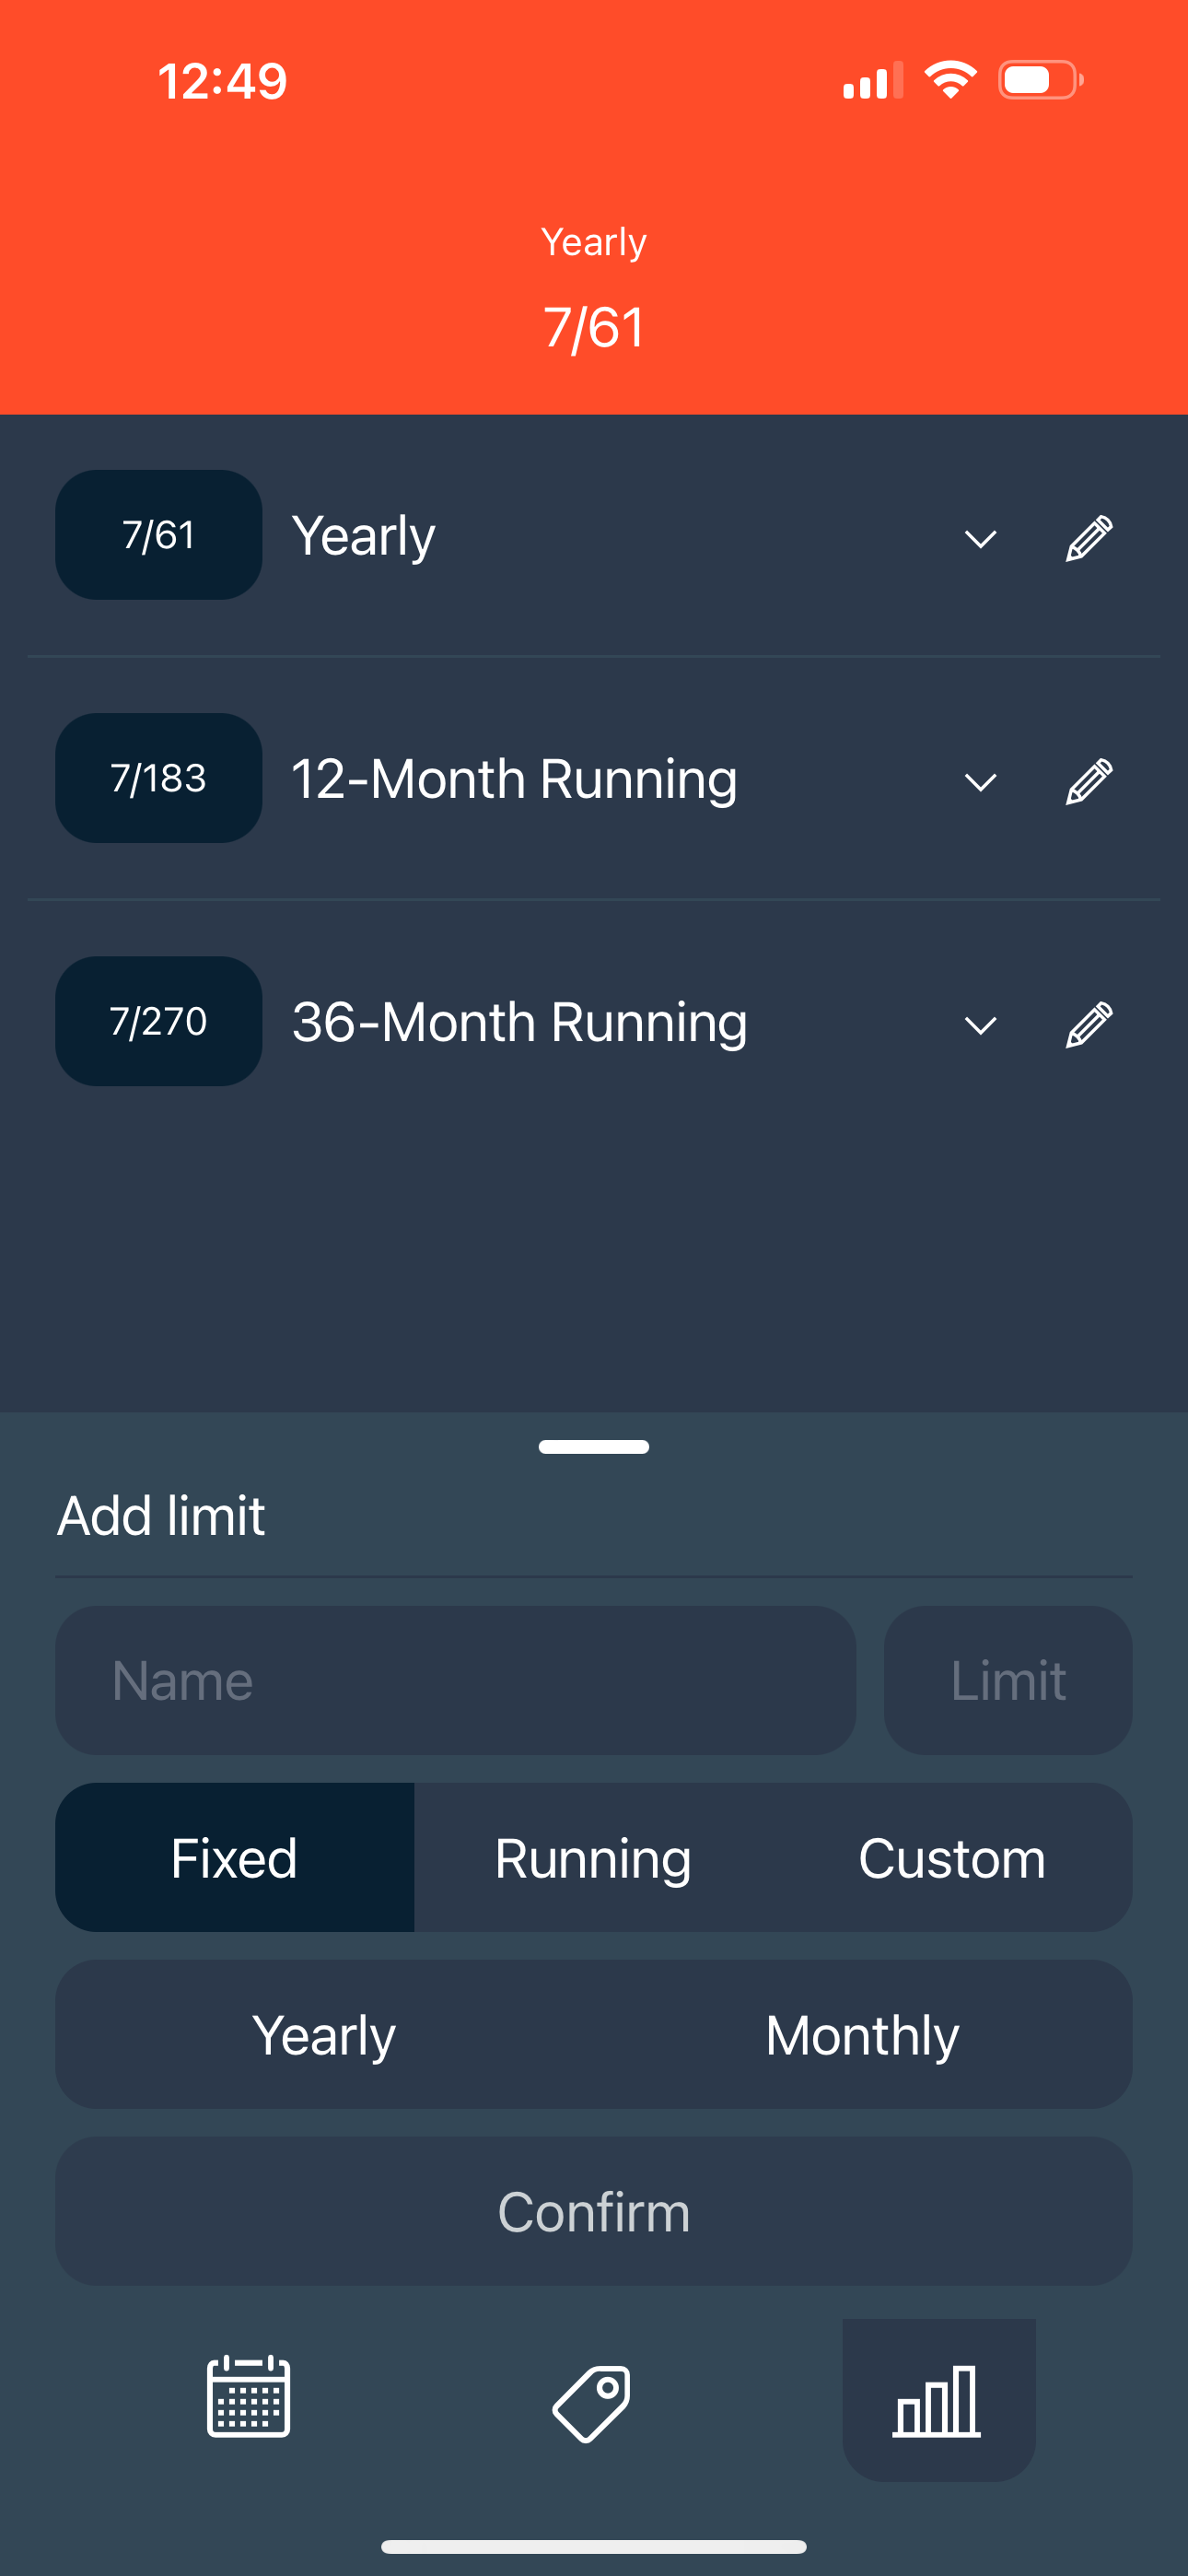 12:49
Yearly
7/61
7/61 Yearly
7/183 12-Month Running
7/270 36-Month Running
Add limit
Name Limit
Fixed Running Custom
Yearly Monthly
Confirm